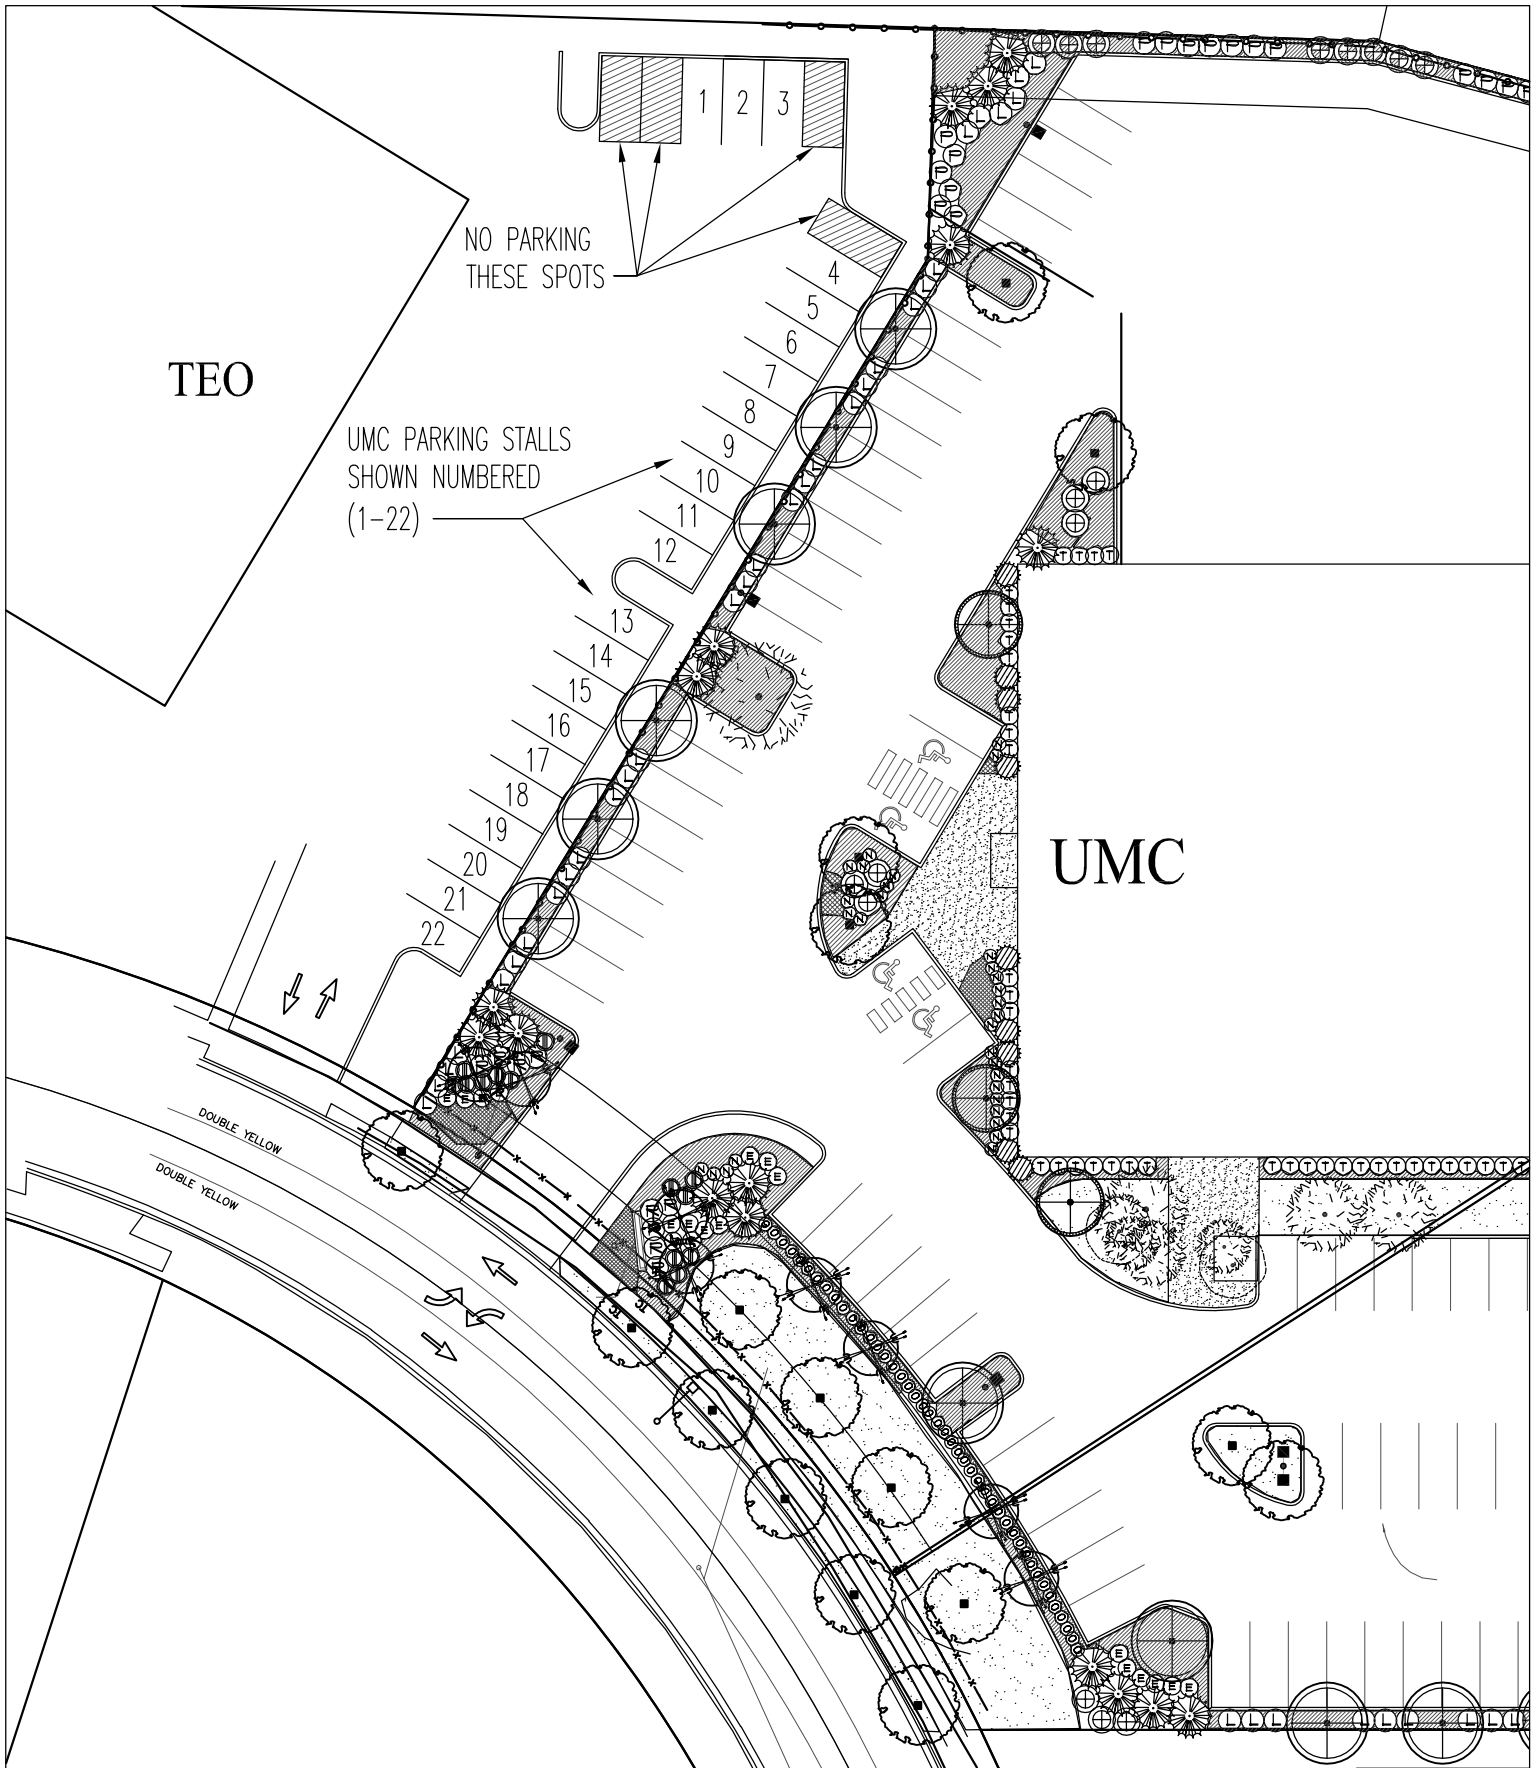 1 2 3
NO PARKING
THESE SPOTS
4
5
6
7
8
9
10
11
12
TEO
UMC PARKING STALLS
SHOWN NUMBERED
(1-22)
13
14
15
16
17
18
19
20
21
22
UMC
DOUBLE YELLOW
DOUBLE YELLOW